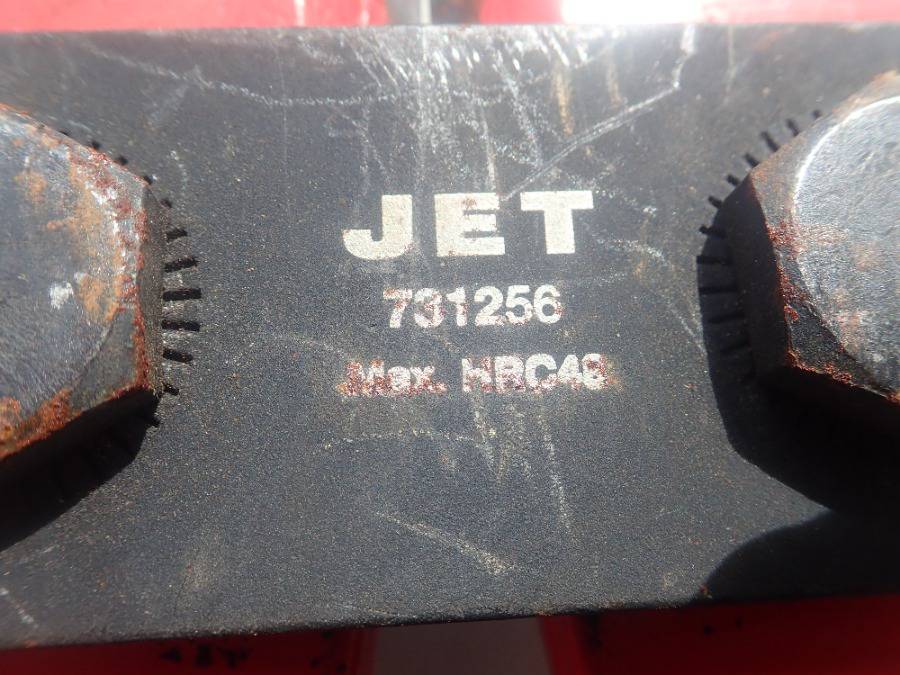 JET
731256
Max. HRC48